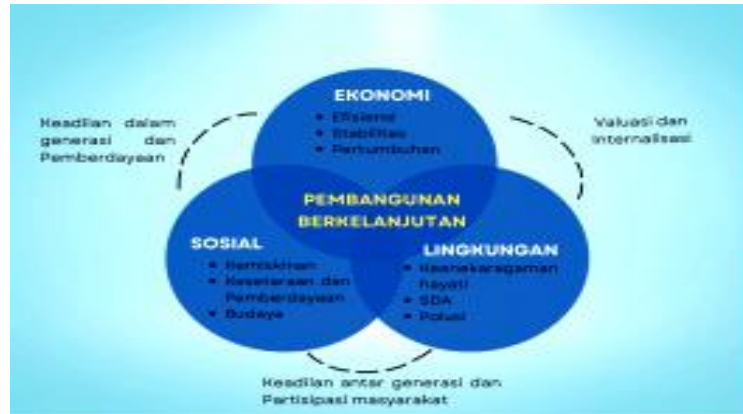 EKONOMI
• Efisiensi
• Stabilitas
• Pertumbuhan
Keadilan dalam
generasi dan
Pemberdayaan
Valuasi dan
Internalisasi
PEMBANGUNAN
BERKELANJUTAN
SOSIAL
• Kemiskinan
• Kesetaraan dan
Pemberdayaan
• Budaya
LINGKUNGAN
• Keanekaragaman
hayati
• SDA
• Polusi
Keadilan antar generasi dan
Partisipasi masyarakat